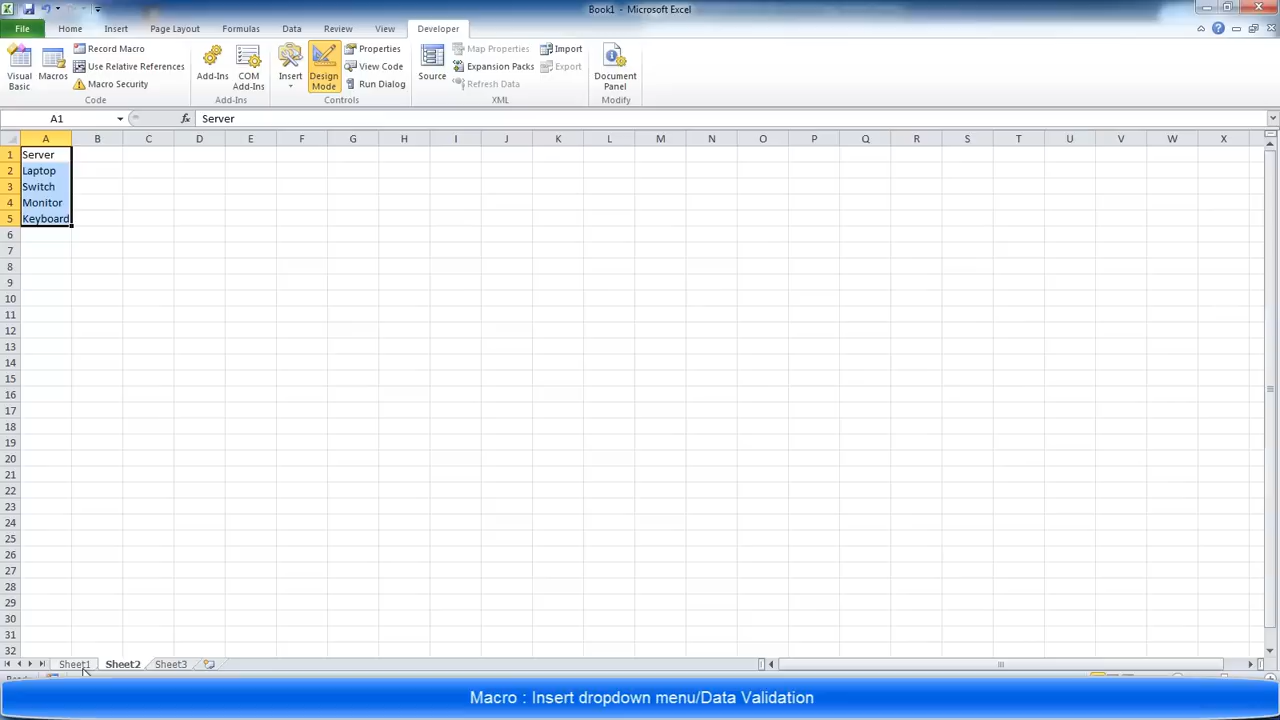 Book1 - Microsoft Excel
File Home Insert Page Layout Formulas Data Review View Developer
Visual Basic
Macros
Record Macro
Use Relative References
Macro Security
Code
Add-Ins
COM Add-Ins
Add-Ins
Insert
Design Mode
Properties
View Code
Run Dialog
Controls
Source
Map Properties
Expansion Packs
Refresh Data
Import
Export
XML
Document Panel
Modify
A1 fx Server
A B C D E F G H I J K L M N O P Q R S T U V W X
1 Server
2 Laptop
3 Switch
4 Monitor
5 Keyboard
6
7
8
9
10
11
12
13
14
15
16
17
18
19
20
21
22
23
24
25
26
27
28
29
30
31
32
Sheet1 Sheet2 Sheet3
Macro : Insert dropdown menu/Data Validation